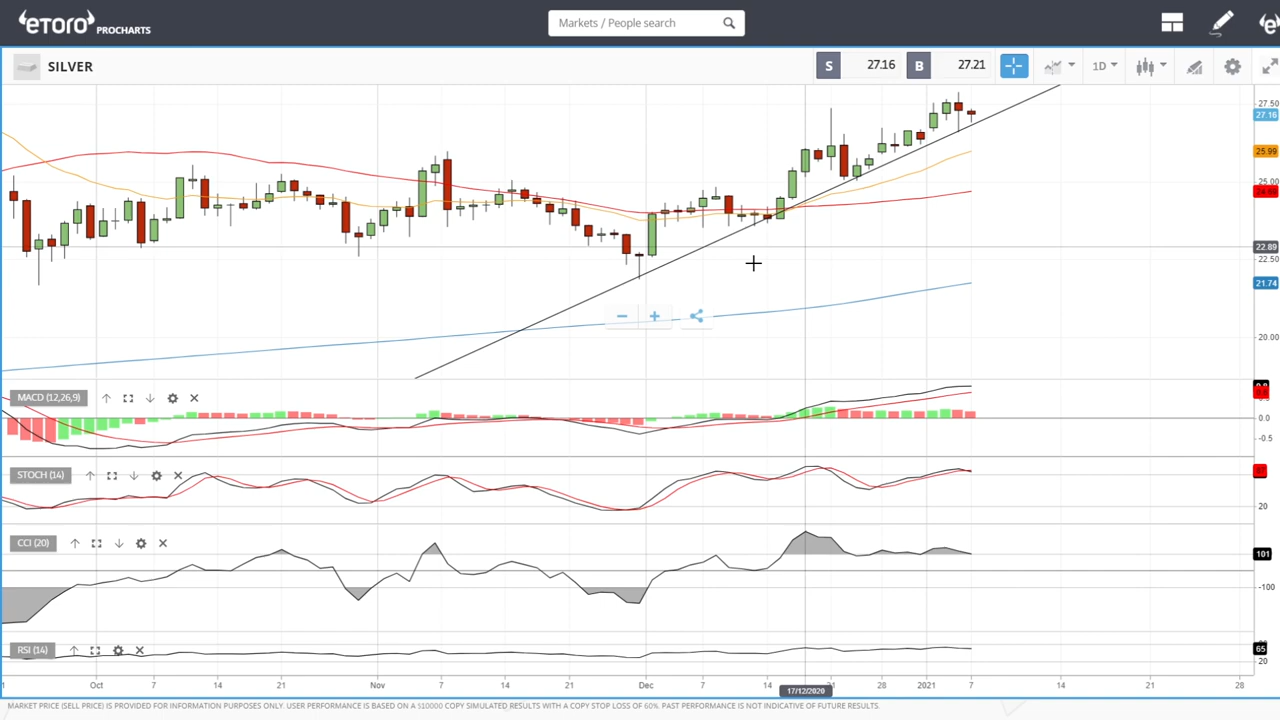 eTORO PROCHARTS
Markets / People search
SILVER
S 27.16 B 27.21
1D
27.50
27.16
25.99
25.00
22.89
22.50
21.74
20.00
MACD (12,26,9)
0.0
-0.5
STOCH (14)
20
CCI (20)
101
-100
RSI (14)
65
20
Oct 7 14 21 Nov 7 14 21 Dec 7 14 17/12/2020 28 2021 7 14 21 28
MARKET PRICE (SELL PRICE) IS PROVIDED FOR INFORMATION PURPOSES ONLY. USER PERFORMANCE IS BASED ON A $10000 COPY SIMULATED RESULTS WITH A COPY STOP LOSS OF 60%. PAST PERFORMANCE IS NOT INDICATIVE OF FUTURE RESULTS.